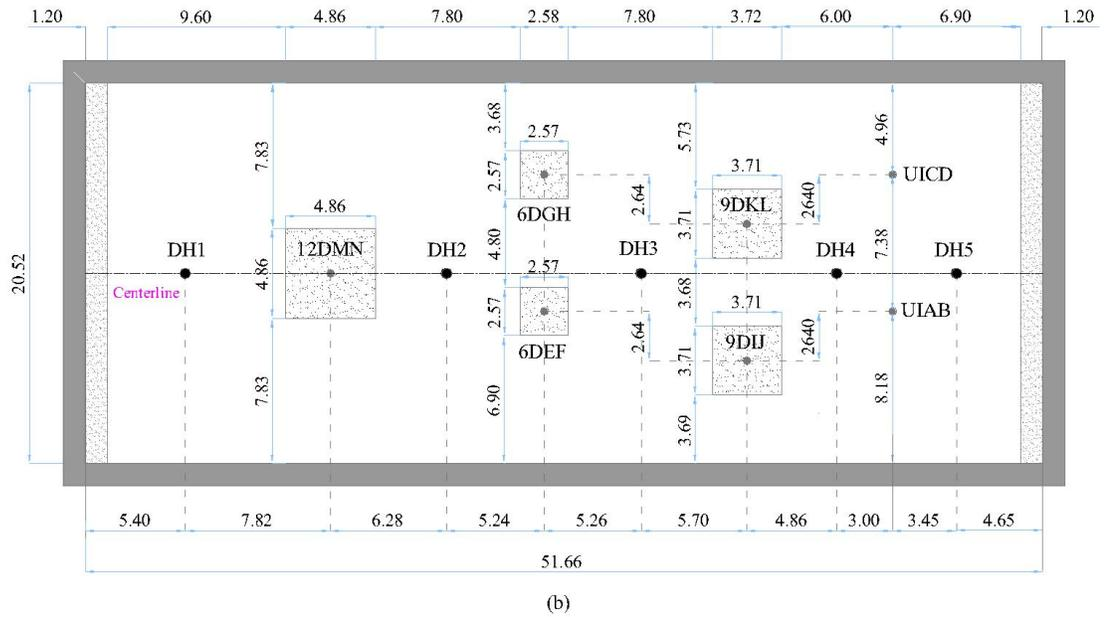 1.20 9.60 4.86 7.80 2.58 7.80 3.72 6.00 6.90 1.20
20.52
7.83
4.86
4.86
7.83
3.68
2.57
2.57
6DGH
4.80
2.57
2.57
6DEF
6.90
2.64
2.64
5.73
3.71
3.71
9DKL
3.68
3.71
3.71
9DIJ
3.69
2640
2640
4.96
UICD
7.38
UIAB
8.18
DH1 12DMN DH2 DH3 DH4 DH5
Centerline
5.40 7.82 6.28 5.24 5.26 5.70 4.86 3.00 3.45 4.65
51.66
(b)